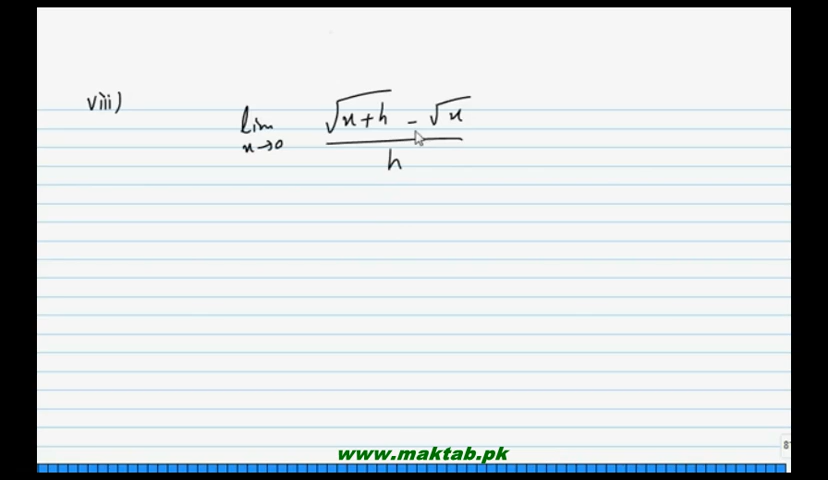 viii)
lim x→0 (√(x+h) - √x) / h
www.maktab.pk